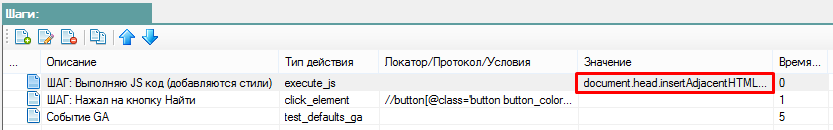 Шаги:
... Описание Тип действия Локатор/Протокол/Условия Значение Время...
ШАГ: Выполняю JS код (добавляются стили) execute_js document.head.insertAdjacentHTML... 0
ШАГ: Нажал на кнопку Найти click_element //button[@class='button button_color... 1
Событие GA test_defaults_ga 5